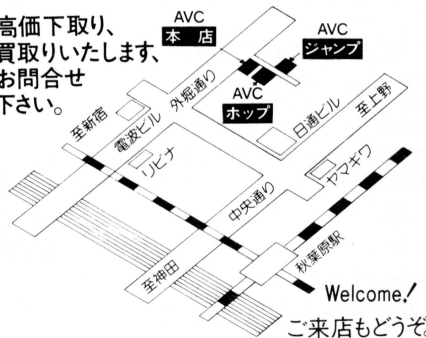 高価下取り、
買取りいたします、
お問合せ
下さい。
AVC
本店
AVC
ジャンプ
AVC
ホップ
外堀通り
至新宿
電波ビル
リビナ
日通ビル
至上野
ヤマギワ
中央通り
至神田
秋葉原駅
Welcome!
ご来店もどうぞ。